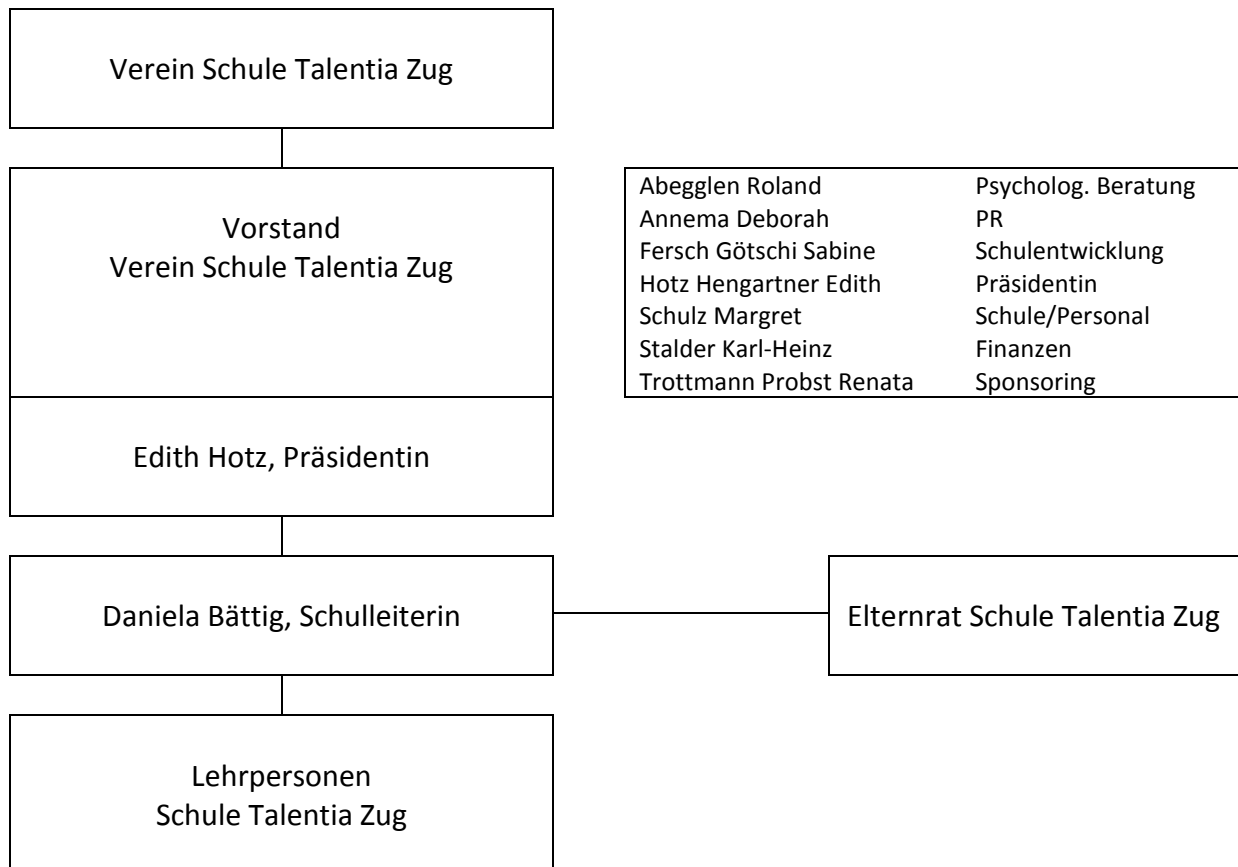 Verein Schule Talentia Zug
Vorstand
Verein Schule Talentia Zug
Abegglen Roland Psycholog. Beratung
Annema Deborah PR
Fersch Götschi Sabine Schulentwicklung
Hotz Hengartner Edith Präsidentin
Schulz Margret Schule/Personal
Stalder Karl-Heinz Finanzen
Trottmann Probst Renata Sponsoring
Edith Hotz, Präsidentin
Daniela Bättig, Schulleiterin
Elternrat Schule Talentia Zug
Lehrpersonen
Schule Talentia Zug